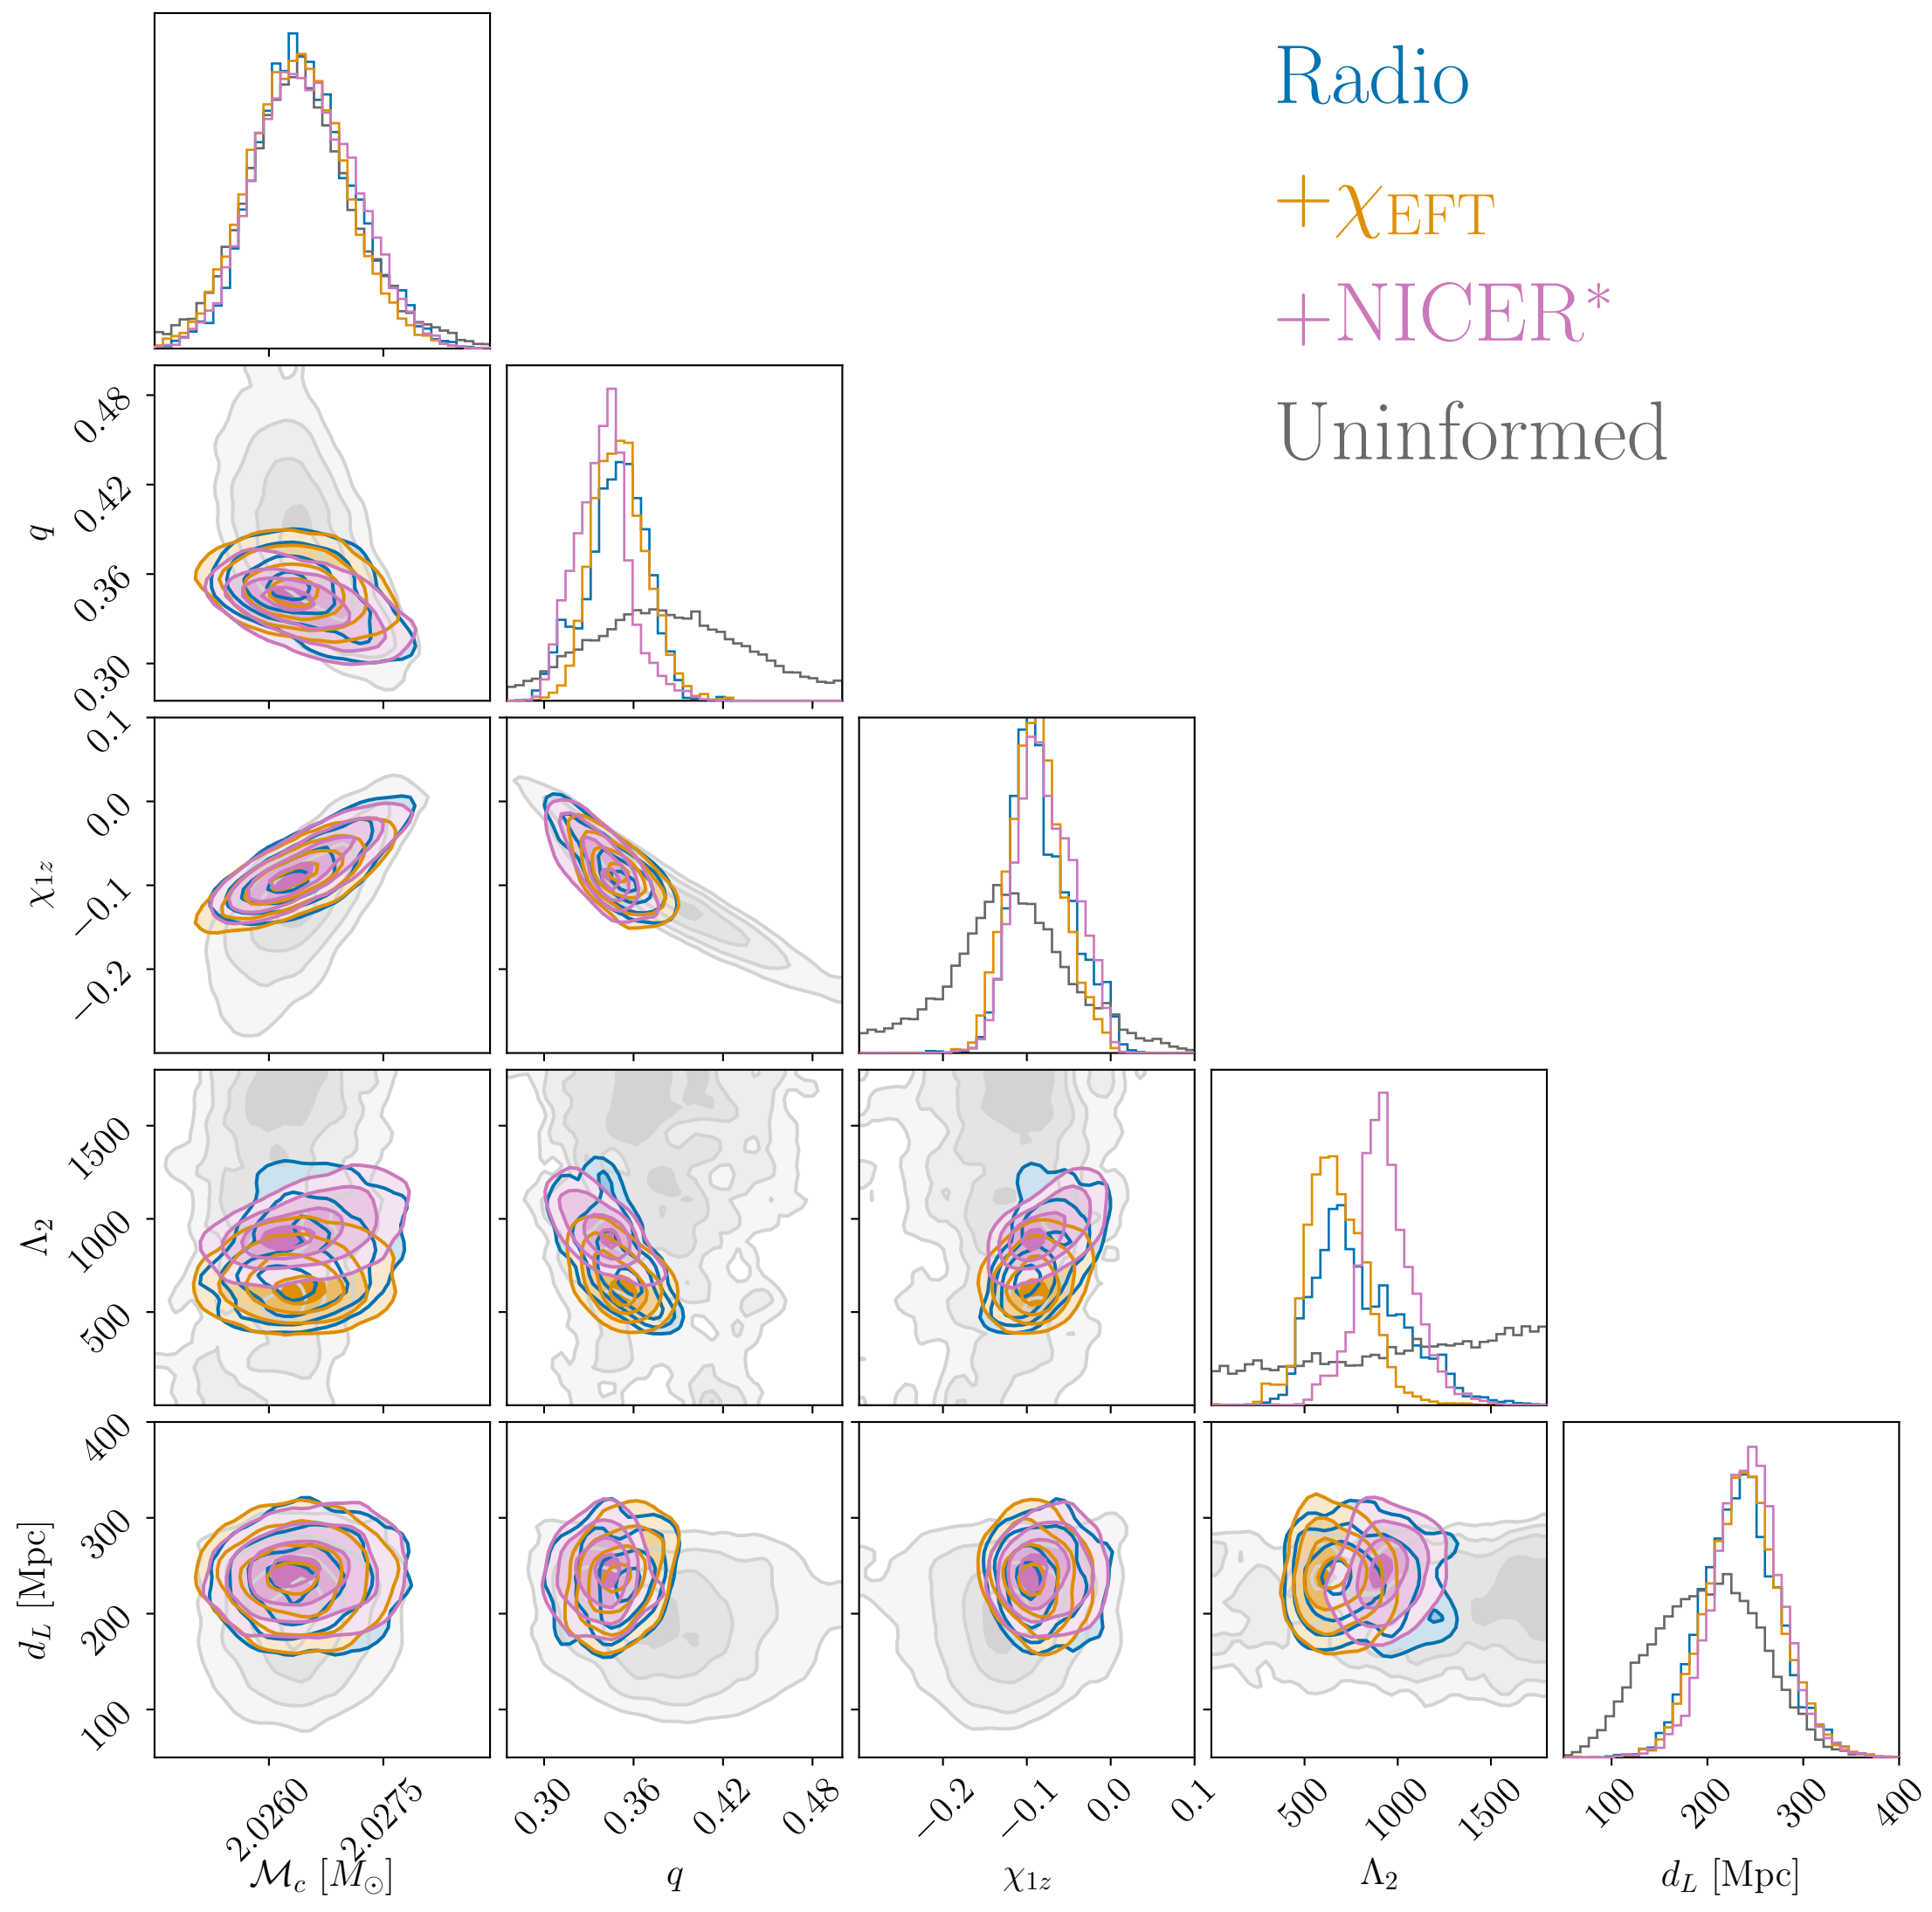 Radio
+χEFT
+NICER*
Uninformed
q
0.48
0.42
0.36
0.30
χ1z
0.1
0.0
−0.1
−0.2
Λ2
1500
1000
500
dL [Mpc]
400
300
200
100
2.0260
2.0275
0.30
0.36
0.42
0.48
−0.2
−0.1
0.0
0.1
500
1000
1500
100
200
300
400
ℳc [M⊙]
q
χ1z
Λ2
dL [Mpc]